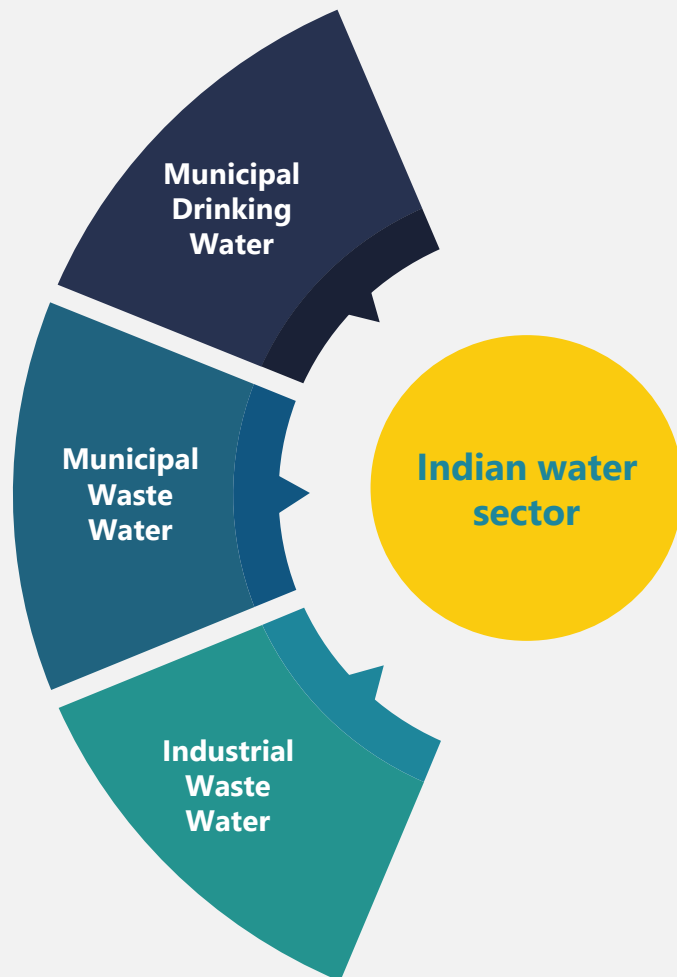 Municipal
Drinking
Water
Municipal
Waste
Water
Indian water
sector
Industrial
Waste
Water